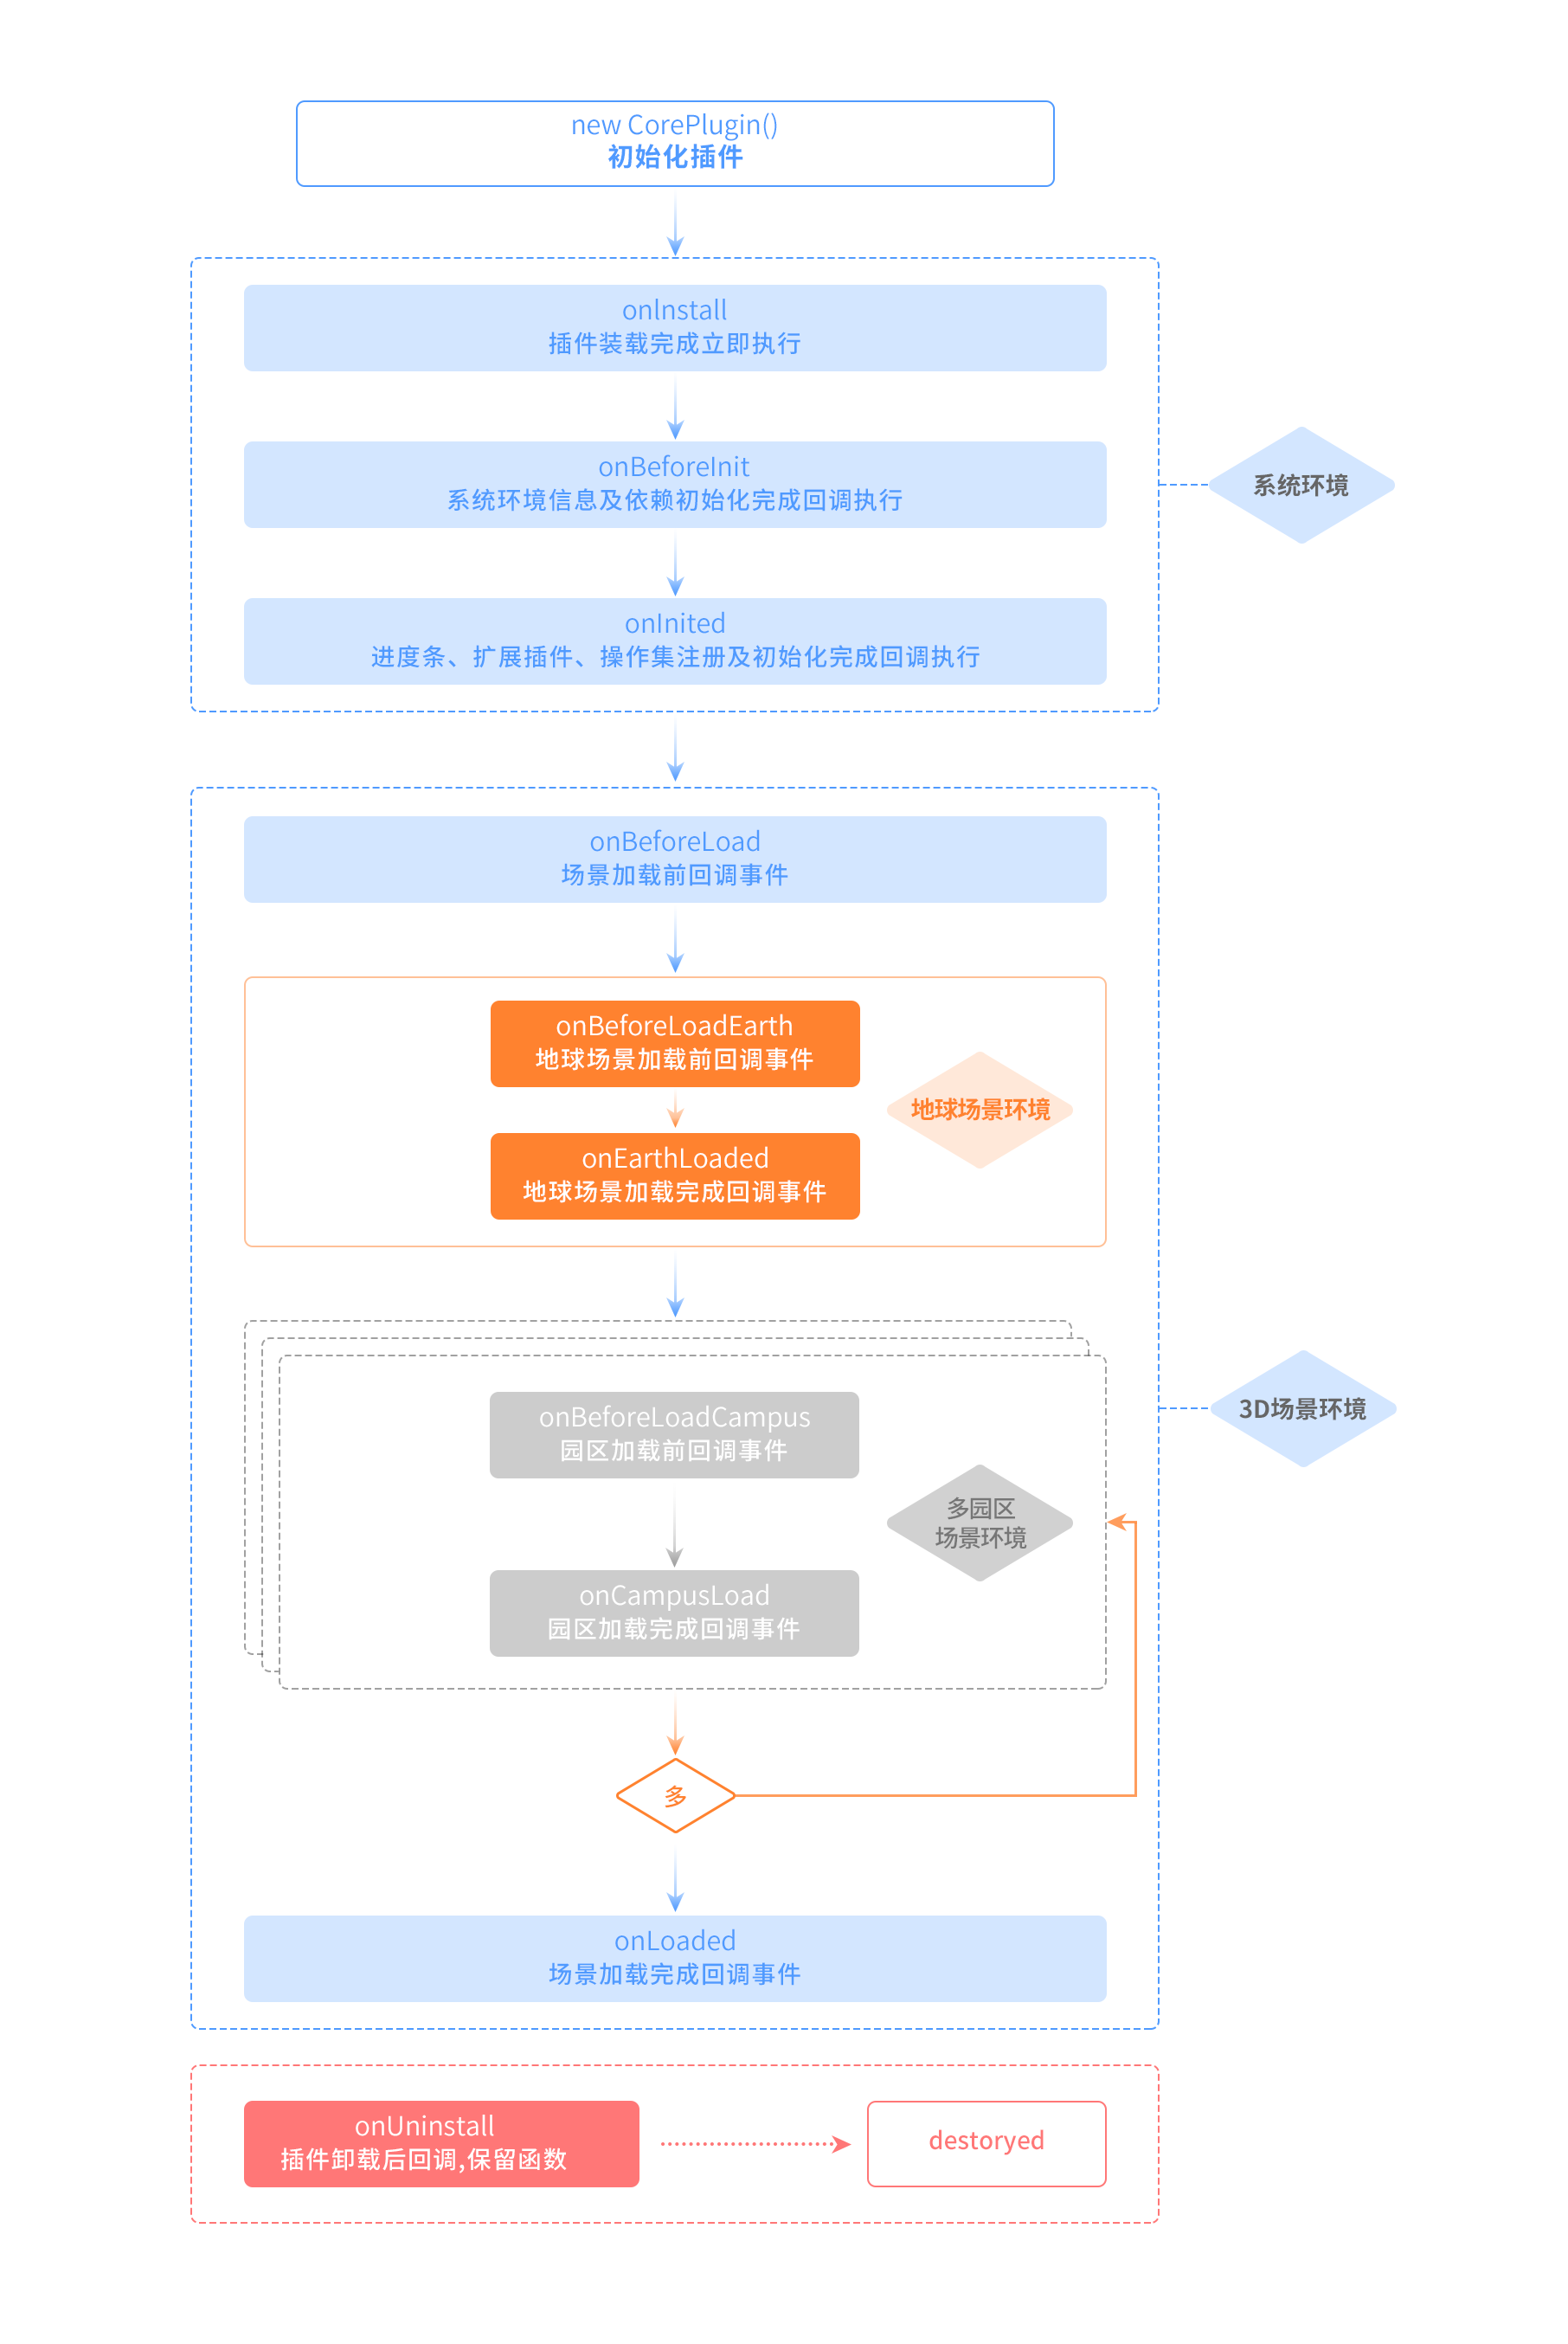 new CorePlugin()
初始化插件
onInstall
插件装载完成立即执行
onBeforeInit
系统环境信息及依赖初始化完成回调执行
系统环境
onInited
进度条、扩展插件、操作集注册及初始化完成回调执行
onBeforeLoad
场景加载前回调事件
onBeforeLoadEarth
地球场景加载前回调事件
地球场景环境
onEarthLoaded
地球场景加载完成回调事件
onBeforeLoadCampus
园区加载前回调事件
3D场景环境
多园区
场景环境
onCampusLoad
园区加载完成回调事件
多
onLoaded
场景加载完成回调事件
onUninstall
插件卸载后回调,保留函数
destoryed